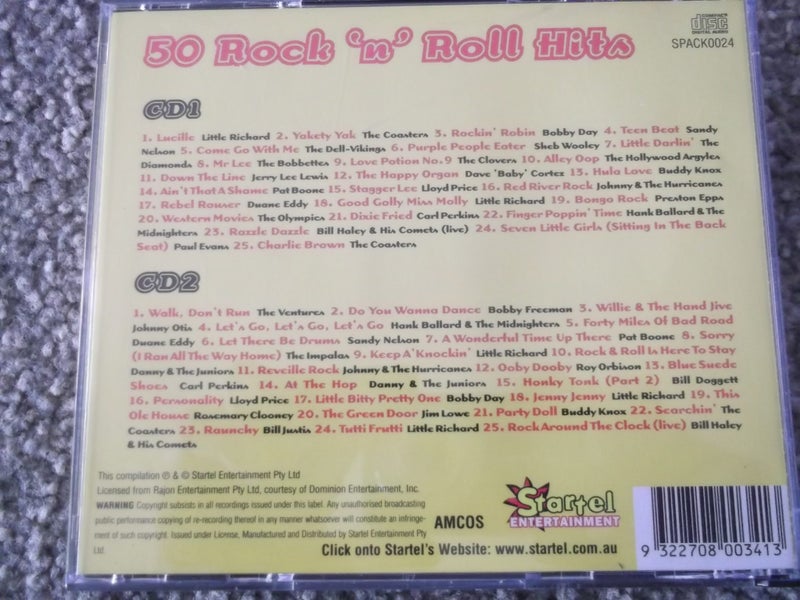 50 Rock 'n' Roll Hits
COMPACT
disc
DIGITAL AUDIO
SPACK0024
CD1
1. Lucille Little Richard 2. Yakety Yak The Coasters 3. Rockin' Robin Bobby Day 4. Teen Beat Sandy
Nelson 5. Come Go With Me The Dell-Vikings 6. Purple People Eater Sheb Wooley 7. Little Darlin' The
Diamonds 8. Mr Lee The Bobbettes 9. Love Potion No.9 The Clovers 10. Alley Oop The Hollywood Argyles
11. Down The Line Jerry Lee Lewis 12. The Happy Organ Dave 'Baby' Cortez 13. Hula Love Buddy Knox
14. Ain't That A Shame Pat Boone 15. Stagger Lee Lloyd Price 16. Red River Rock Johnny & The Hurricanes
17. Rebel Rouser Duane Eddy 18. Good Golly Miss Molly Little Richard 19. Bongo Rock Preston Epps
20. Western Movies The Olympics 21. Dixie Fried Carl Perkins 22. Finger Poppin' Time Hank Ballard & The
Midnighters 23. Razzle Dazzle Bill Haley & His Comets (live) 24. Seven Little Girls (Sitting In The Back
Seat) Paul Evans 25. Charlie Brown The Coasters
CD2
1. Walk, Don't Run The Ventures 2. Do You Wanna Dance Bobby Freeman 3. Willie & The Hand Jive
Johnny Otis 4. Let's Go, Let's Go, Let's Go Hank Ballard & The Midnighters 5. Forty Miles Of Bad Road
Duane Eddy 6. Let There Be Drums Sandy Nelson 7. A Wonderful Time Up There Pat Boone 8. Sorry
(I Ran All The Way Home) The Impalas 9. Keep A'Knockin' Little Richard 10. Rock & Roll Is Here To Stay
Danny & The Juniors 11. Reveille Rock Johnny & The Hurricanes 12. Ooby Dooby Roy Orbison 13. Blue Suede
Shoes Carl Perkins 14. At The Hop Danny & The Juniors 15. Honky Tonk (Part 2) Bill Doggett
16. Personality Lloyd Price 17. Little Bitty Pretty One Bobby Day 18. Jenny Jenny Little Richard 19. This
Ole House Rosemary Clooney 20. The Green Door Jim Lowe 21. Party Doll Buddy Knox 22. Searchin' The
Coasters 23. Raunchy Bill Justis 24. Tutti Frutti Little Richard 25. Rock Around The Clock (live) Bill Haley
& His Comets
This compilation ℗ & © Startel Entertainment Pty Ltd
Licensed from Rajon Entertainment Pty Ltd, courtesy of Dominion Entertainment, Inc.
WARNING Copyright subsists in all recordings issued under this label. Any unauthorised broadcasting
public performance copying of re-recording thereof in any manner whatsoever will constitute an infringe-
ment of such copyright. Issued under License, Manufactured and Distributed by Startel Entertainment Pty
Ltd.
AMCOS
Startel
ENTERTAINMENT
Click onto Startel's Website: www.startel.com.au
9 322708 003413